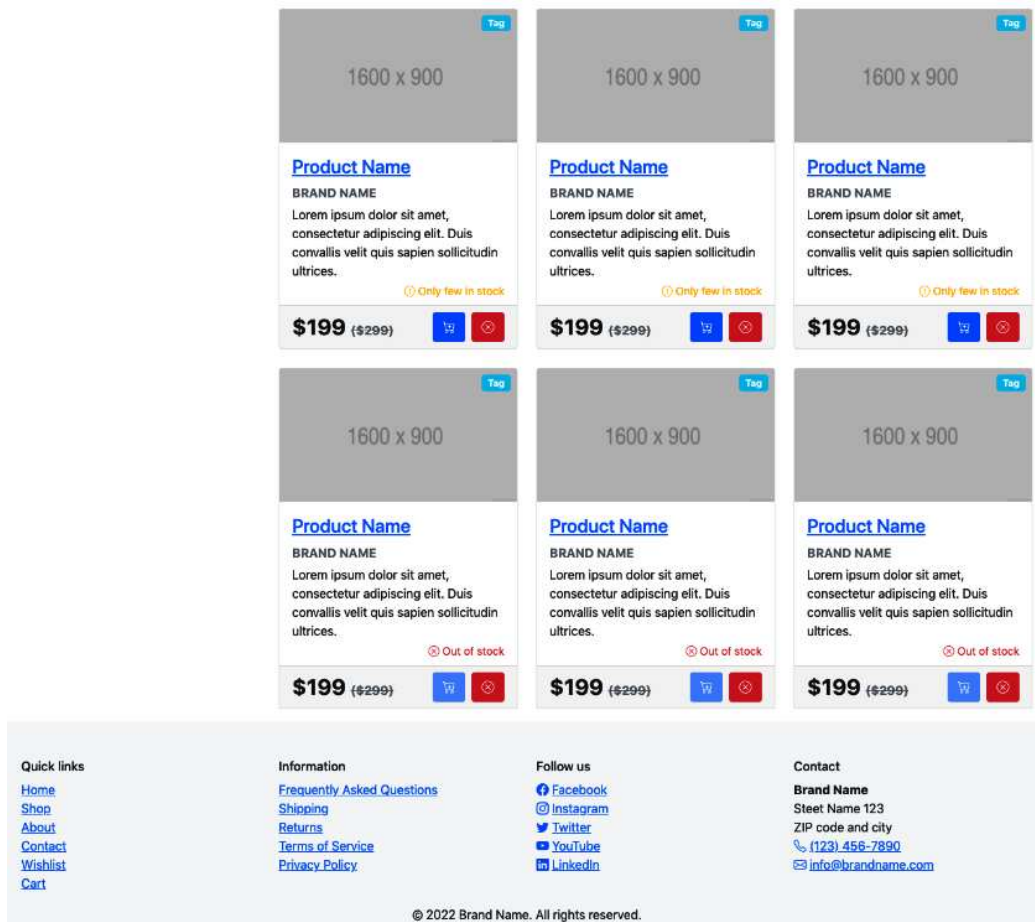 Tag Tag Tag
1600 x 900 1600 x 900 1600 x 900
Product Name Product Name Product Name
BRAND NAME BRAND NAME BRAND NAME
Lorem ipsum dolor sit amet, Lorem ipsum dolor sit amet, Lorem ipsum dolor sit amet,
consectetur adipiscing elit. Duis consectetur adipiscing elit. Duis consectetur adipiscing elit. Duis
convallis velit quis sapien sollicitudin convallis velit quis sapien sollicitudin convallis velit quis sapien sollicitudin
ultrices. ultrices. ultrices.
Only few in stock Only few in stock Only few in stock
$199 ($299) $199 ($299) $199 ($299)
Tag Tag Tag
1600 x 900 1600 x 900 1600 x 900
Product Name Product Name Product Name
BRAND NAME BRAND NAME BRAND NAME
Lorem ipsum dolor sit amet, Lorem ipsum dolor sit amet, Lorem ipsum dolor sit amet,
consectetur adipiscing elit. Duis consectetur adipiscing elit. Duis consectetur adipiscing elit. Duis
convallis velit quis sapien sollicitudin convallis velit quis sapien sollicitudin convallis velit quis sapien sollicitudin
ultrices. ultrices. ultrices.
Out of stock Out of stock Out of stock
$199 ($299) $199 ($299) $199 ($299)
Quick links
Home
Shop
About
Contact
Wishlist
Cart
Information
Frequently Asked Questions
Shipping
Returns
Terms of Service
Privacy Policy
Follow us
Facebook
Instagram
Twitter
YouTube
LinkedIn
Contact
Brand Name
Steet Name 123
ZIP code and city
(123) 456-7890
info@brandname.com
© 2022 Brand Name. All rights reserved.